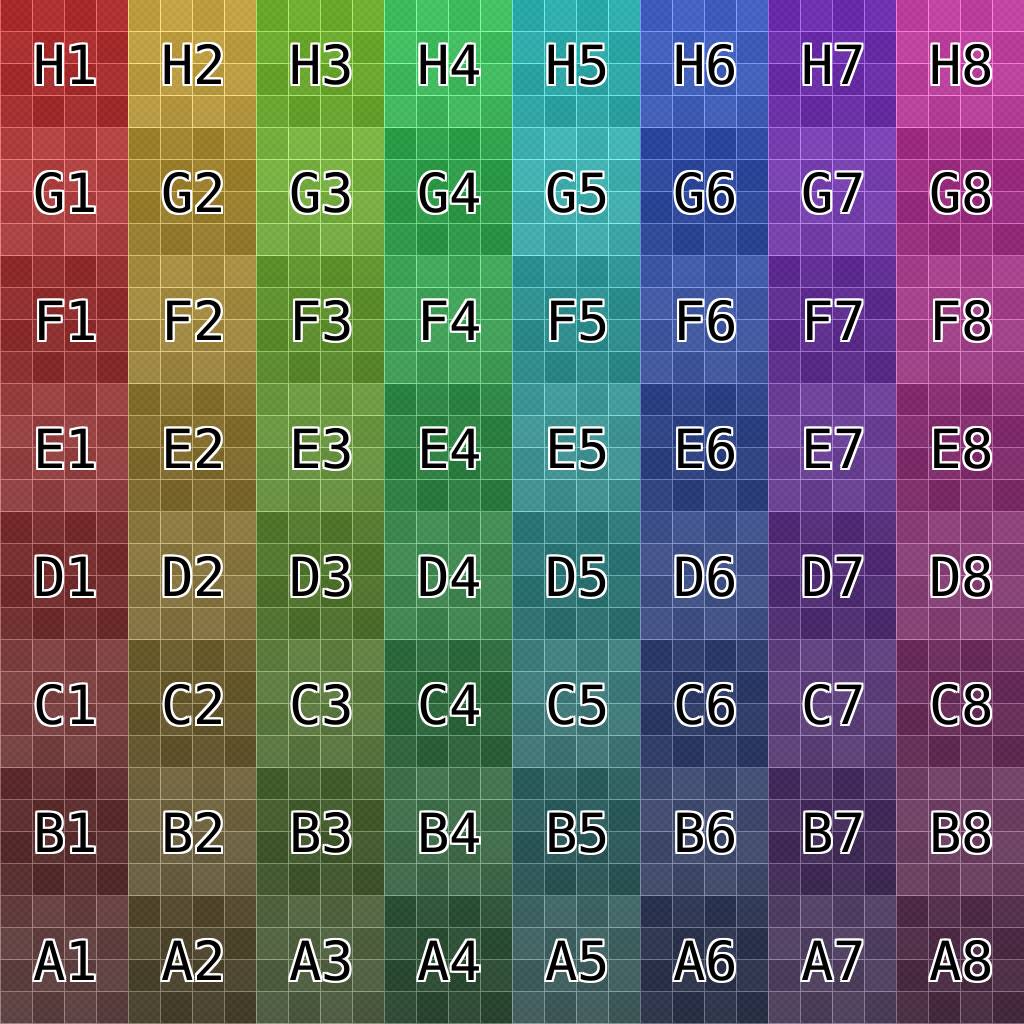 H1 H2 H3 H4 H5 H6 H7 H8
G1 G2 G3 G4 G5 G6 G7 G8
F1 F2 F3 F4 F5 F6 F7 F8
E1 E2 E3 E4 E5 E6 E7 E8
D1 D2 D3 D4 D5 D6 D7 D8
C1 C2 C3 C4 C5 C6 C7 C8
B1 B2 B3 B4 B5 B6 B7 B8
A1 A2 A3 A4 A5 A6 A7 A8